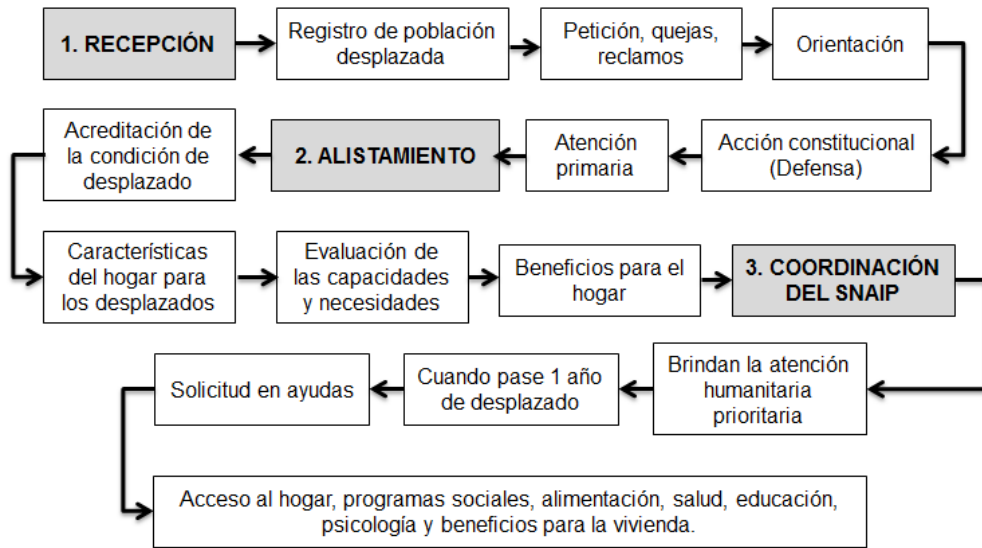 1. RECEPCIÓN
Registro de población
desplazada
Petición, quejas,
reclamos
Orientación
Acción constitucional
(Defensa)
Atención
primaria
2. ALISTAMIENTO
Acreditación de
la condición de
desplazado
Características
del hogar para
los desplazados
Evaluación de
las capacidades
y necesidades
Beneficios para el
hogar
3. COORDINACIÓN
DEL SNAIP
Brindan la atención
humanitaria
prioritaria
Cuando pase 1 año
de desplazado
Solicitud en ayudas
Acceso al hogar, programas sociales, alimentación, salud, educación,
psicología y beneficios para la vivienda.